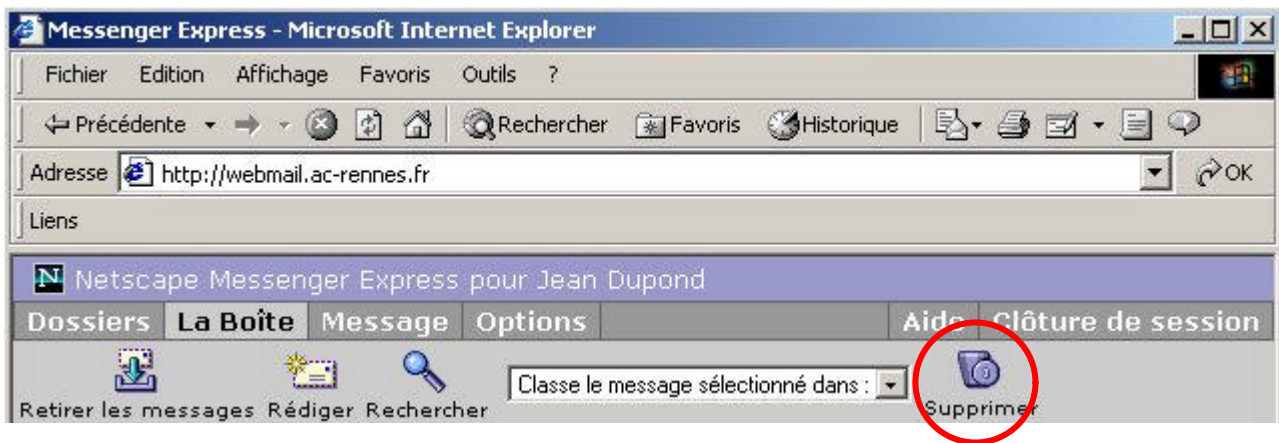 Messenger Express - Microsoft Internet Explorer
Fichier Edition Affichage Favoris Outils ?
Précédente Rechercher Favoris Historique
Adresse http://webmail.ac-rennes.fr OK
Liens
N Netscape Messenger Express pour Jean Dupond
Dossiers La Boîte Message Options Aide Clôture de session
Classe le message sélectionné dans :
Retirer les messages Rédiger Rechercher Supprimer